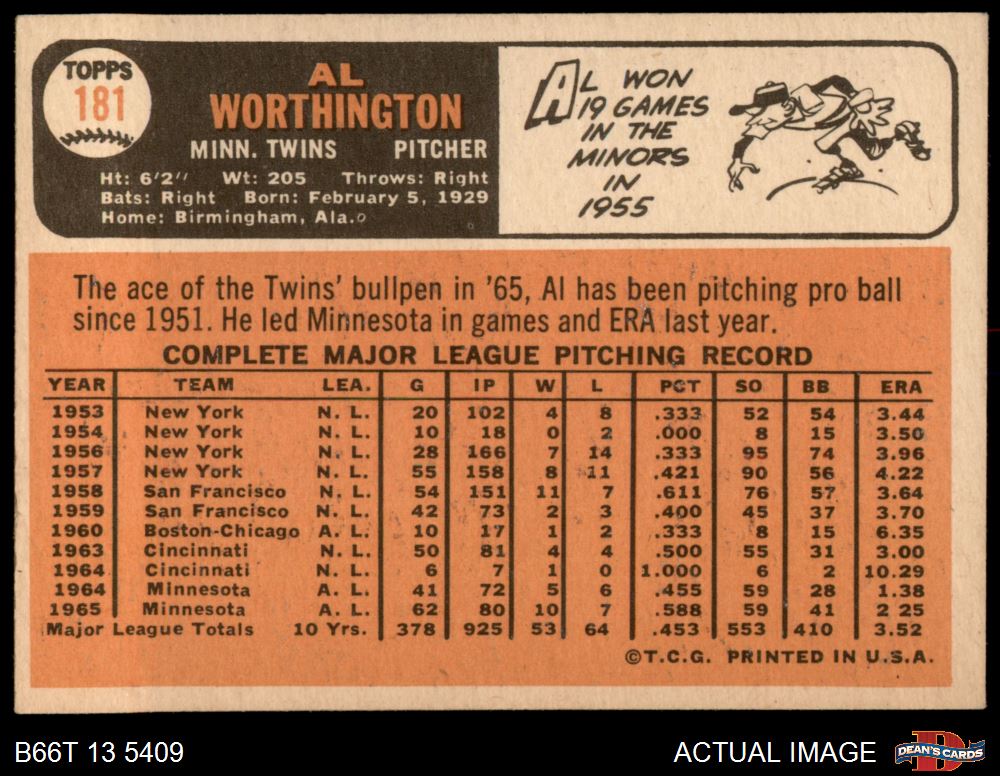 TOPPS
181
AL
WORTHINGTON
MINN. TWINS PITCHER
Ht: 6'2" Wt: 205 Throws: Right
Bats: Right Born: February 5, 1929
Home: Birmingham, Ala.
AL WON
19 GAMES
IN THE
MINORS
IN
1955
The ace of the Twins' bullpen in '65, Al has been pitching pro ball
since 1951. He led Minnesota in games and ERA last year.
COMPLETE MAJOR LEAGUE PITCHING RECORD
YEAR TEAM LEA. G IP W L PCT SO BB ERA
1953 New York N. L. 20 102 4 8 .333 52 54 3.44
1954 New York N. L. 10 18 0 2 .000 8 15 3.50
1956 New York N. L. 28 166 7 14 .333 95 74 3.96
1957 New York N. L. 55 158 8 11 .421 90 56 4.22
1958 San Francisco N. L. 54 151 11 7 .611 76 57 3.64
1959 San Francisco N. L. 42 73 2 3 .400 45 37 3.70
1960 Boston-Chicago A. L. 10 17 1 2 .333 8 15 6.35
1963 Cincinnati N. L. 50 81 4 4 .500 55 31 3.00
1964 Cincinnati N. L. 6 7 1 0 1.000 6 2 10.29
1964 Minnesota A. L. 41 72 5 6 .455 59 28 1.38
1965 Minnesota A. L. 62 80 10 7 .588 59 41 2 25
Major League Totals 10 Yrs. 378 925 53 64 .453 553 410 3.52
©T.C.G. PRINTED IN U.S.A.
B66T 13 5409 ACTUAL IMAGE DEAN'S CARDS